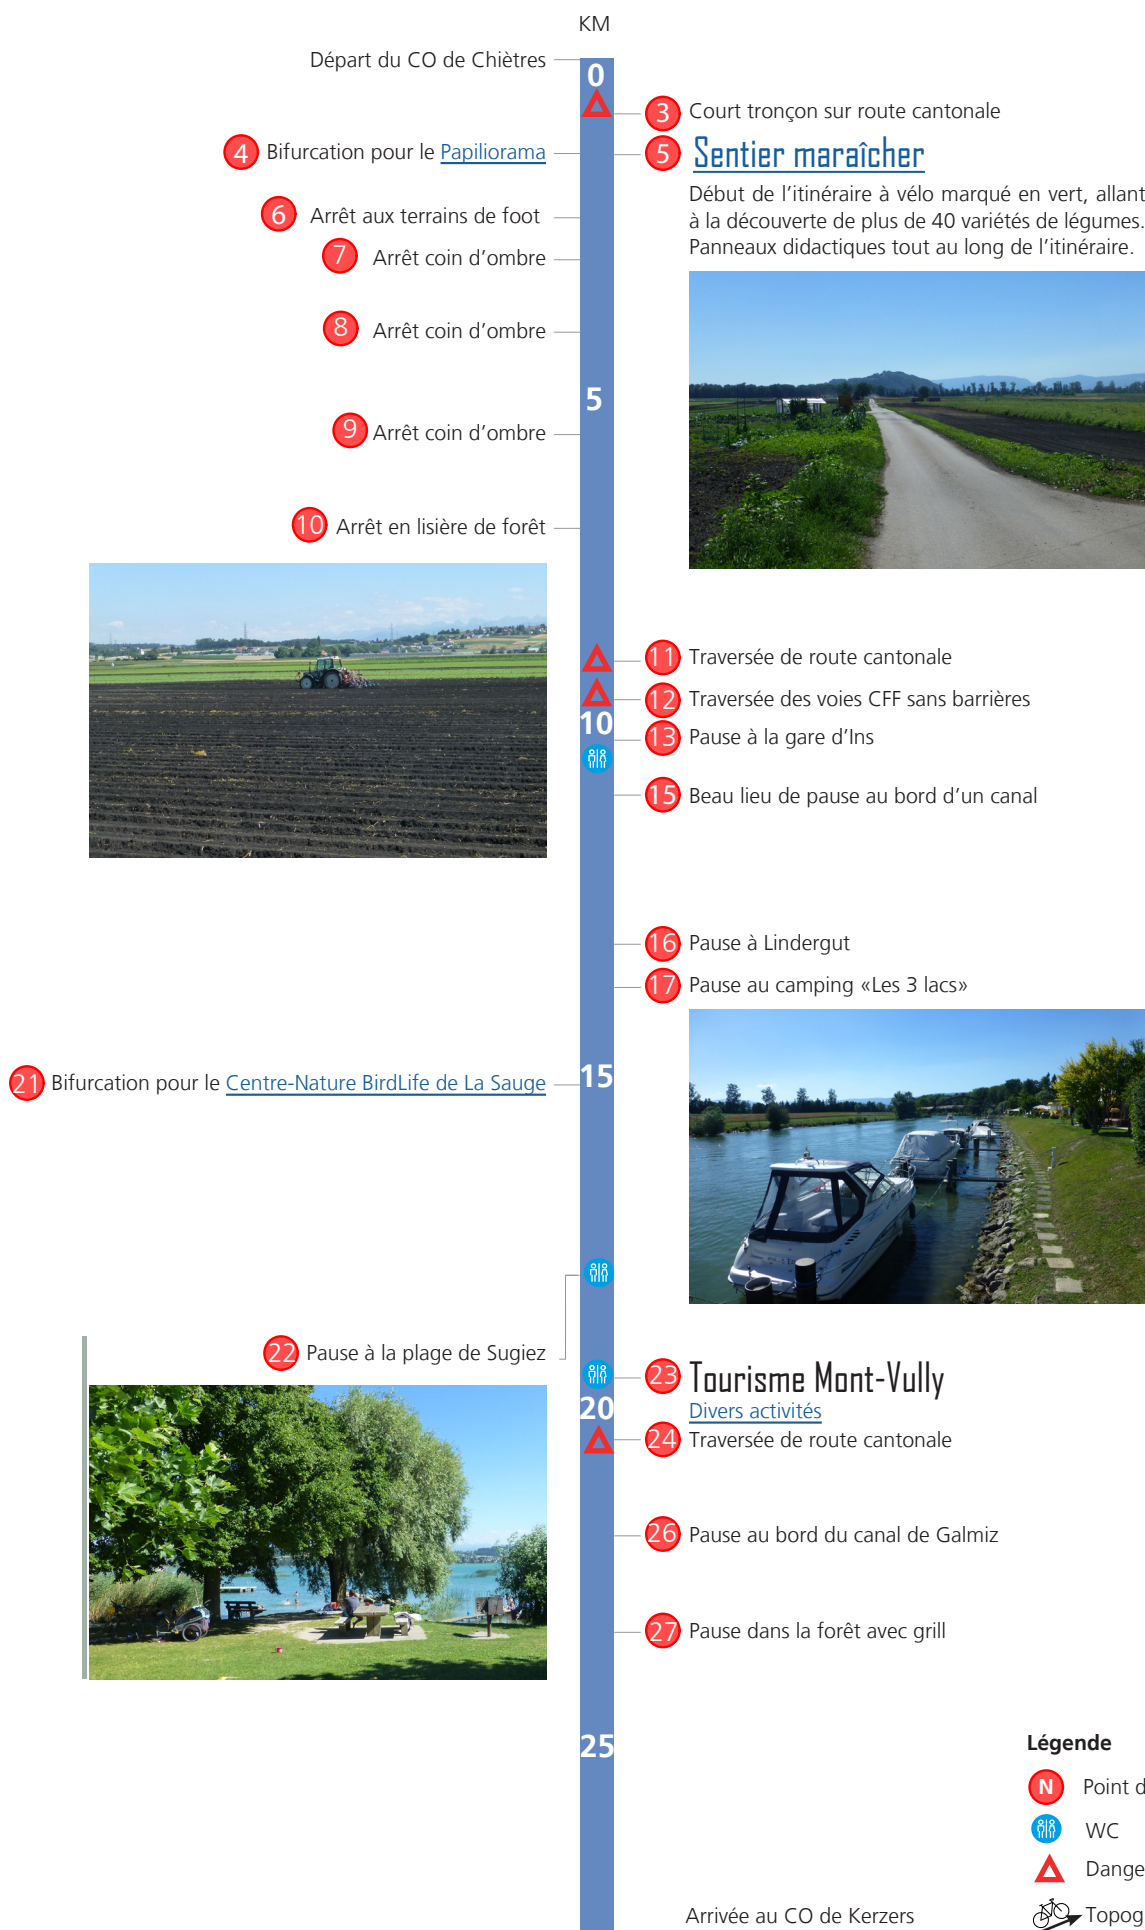 KM
Départ du CO de Chiètres
0
3 Court tronçon sur route cantonale
4 Bifurcation pour le Papiliorama
5 Sentier maraîcher
Début de l'itinéraire à vélo marqué en vert, allant
à la découverte de plus de 40 variétés de légumes.
Panneaux didactiques tout au long de l'itinéraire.
6 Arrêt aux terrains de foot
7 Arrêt coin d'ombre
8 Arrêt coin d'ombre
5
9 Arrêt coin d'ombre
10 Arrêt en lisière de forêt
11 Traversée de route cantonale
12 Traversée des voies CFF sans barrières
10
13 Pause à la gare d'Ins
15 Beau lieu de pause au bord d'un canal
16 Pause à Lindergut
17 Pause au camping «Les 3 lacs»
15
21 Bifurcation pour le Centre-Nature BirdLife de La Sauge
22 Pause à la plage de Sugiez
23 Tourisme Mont-Vully
Divers activités
20
24 Traversée de route cantonale
26 Pause au bord du canal de Galmiz
27 Pause dans la forêt avec grill
25
Légende
N Point d
WC
Dange
Topog
Arrivée au CO de Kerzers